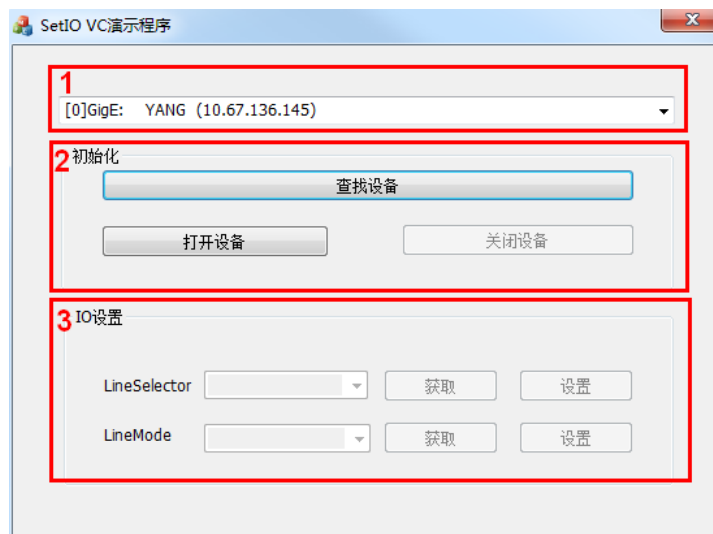 SetIO VC演示程序
1
[0]GigE: YANG (10.67.136.145)
2 初始化
查找设备
打开设备 关闭设备
3 IO设置
LineSelector 获取 设置
LineMode 获取 设置